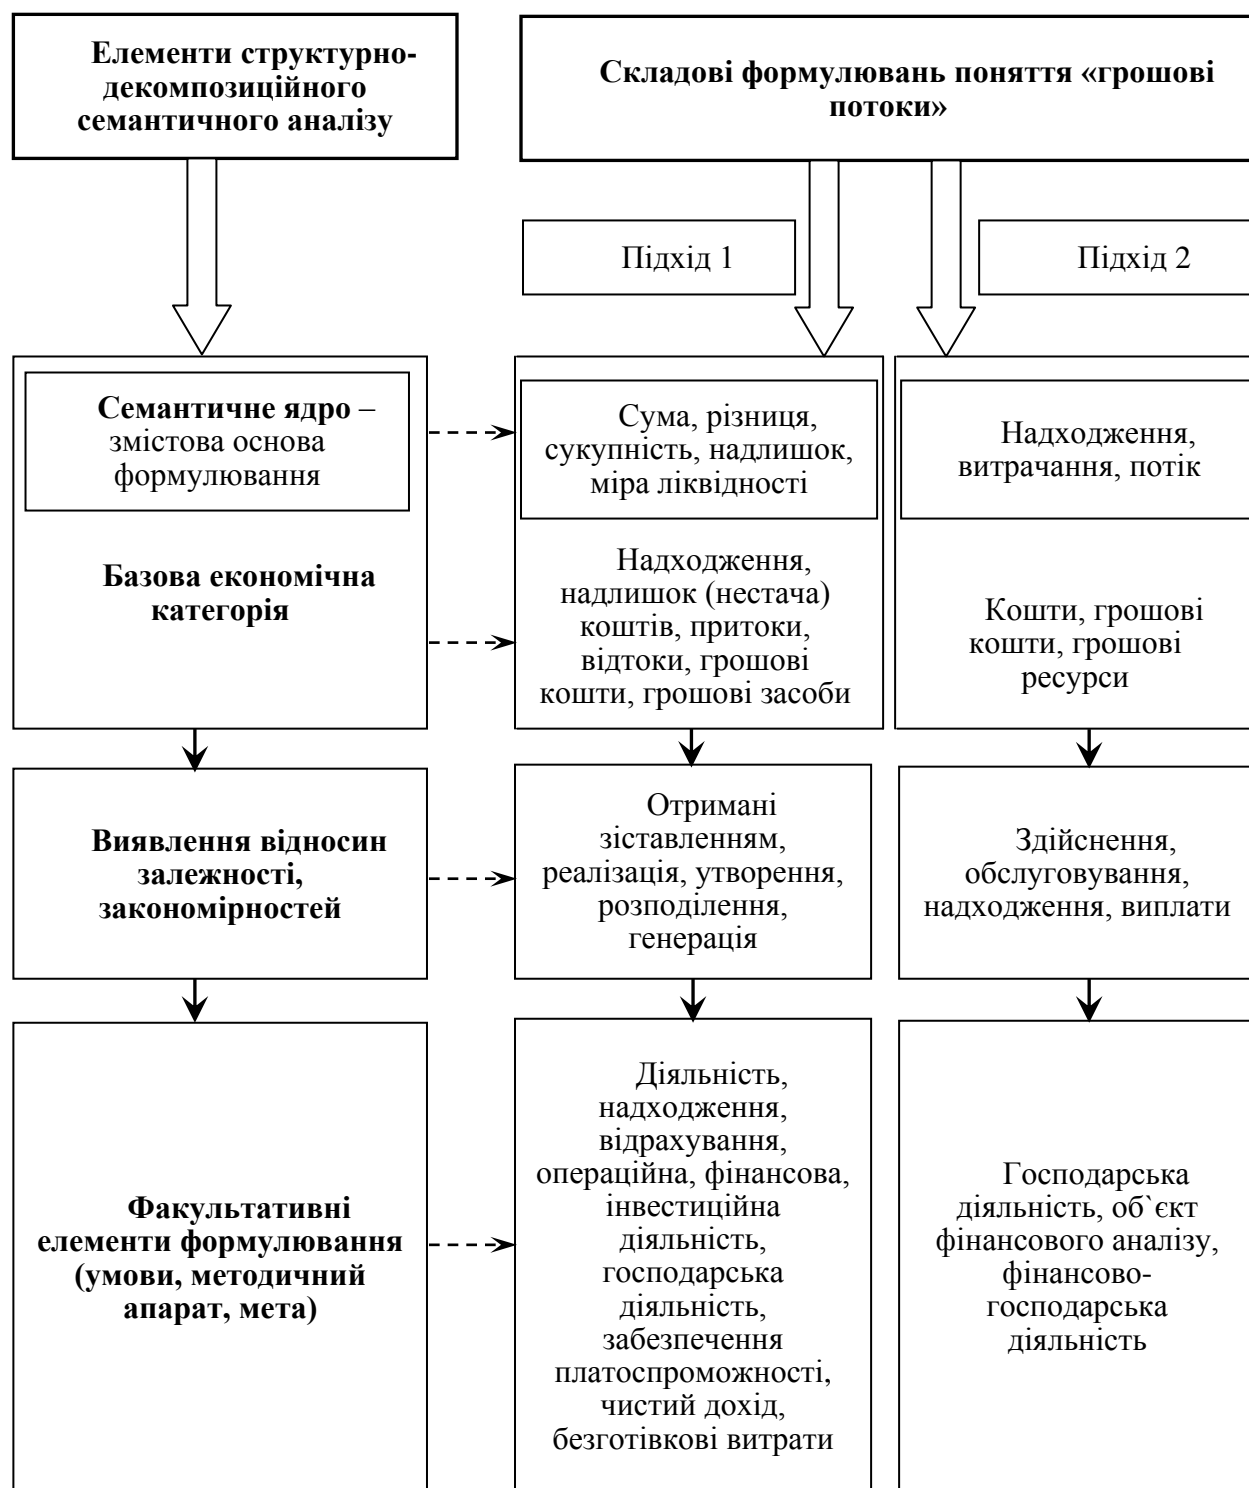 Елементи структурно-
декомпозиційного
семантичного аналізу
Складові формулювань поняття «грошові
потоки»
Підхід 1
Підхід 2
Семантичне ядро –
змістова основа
формулювання
Сума, різниця,
сукупність, надлишок,
міра ліквідності
Надходження,
витрачання, потік
Базова економічна
категорія
Надходження,
надлишок (нестача)
коштів, притоки,
відтоки, грошові
кошти, грошові засоби
Кошти, грошові
кошти, грошові
ресурси
Виявлення відносин
залежності,
закономірностей
Отримані
зіставленням,
реалізація, утворення,
розподілення,
генерація
Здійснення,
обслуговування,
надходження, виплати
Факультативні
елементи формулювання
(умови, методичний
апарат, мета)
Діяльність,
надходження,
відрахування,
операційна, фінансова,
інвестиційна
діяльність,
господарська
діяльність,
забезпечення
платоспроможності,
чистий дохід,
безготівкові витрати
Господарська
діяльність, об`єкт
фінансового аналізу,
фінансово-
господарська
діяльність